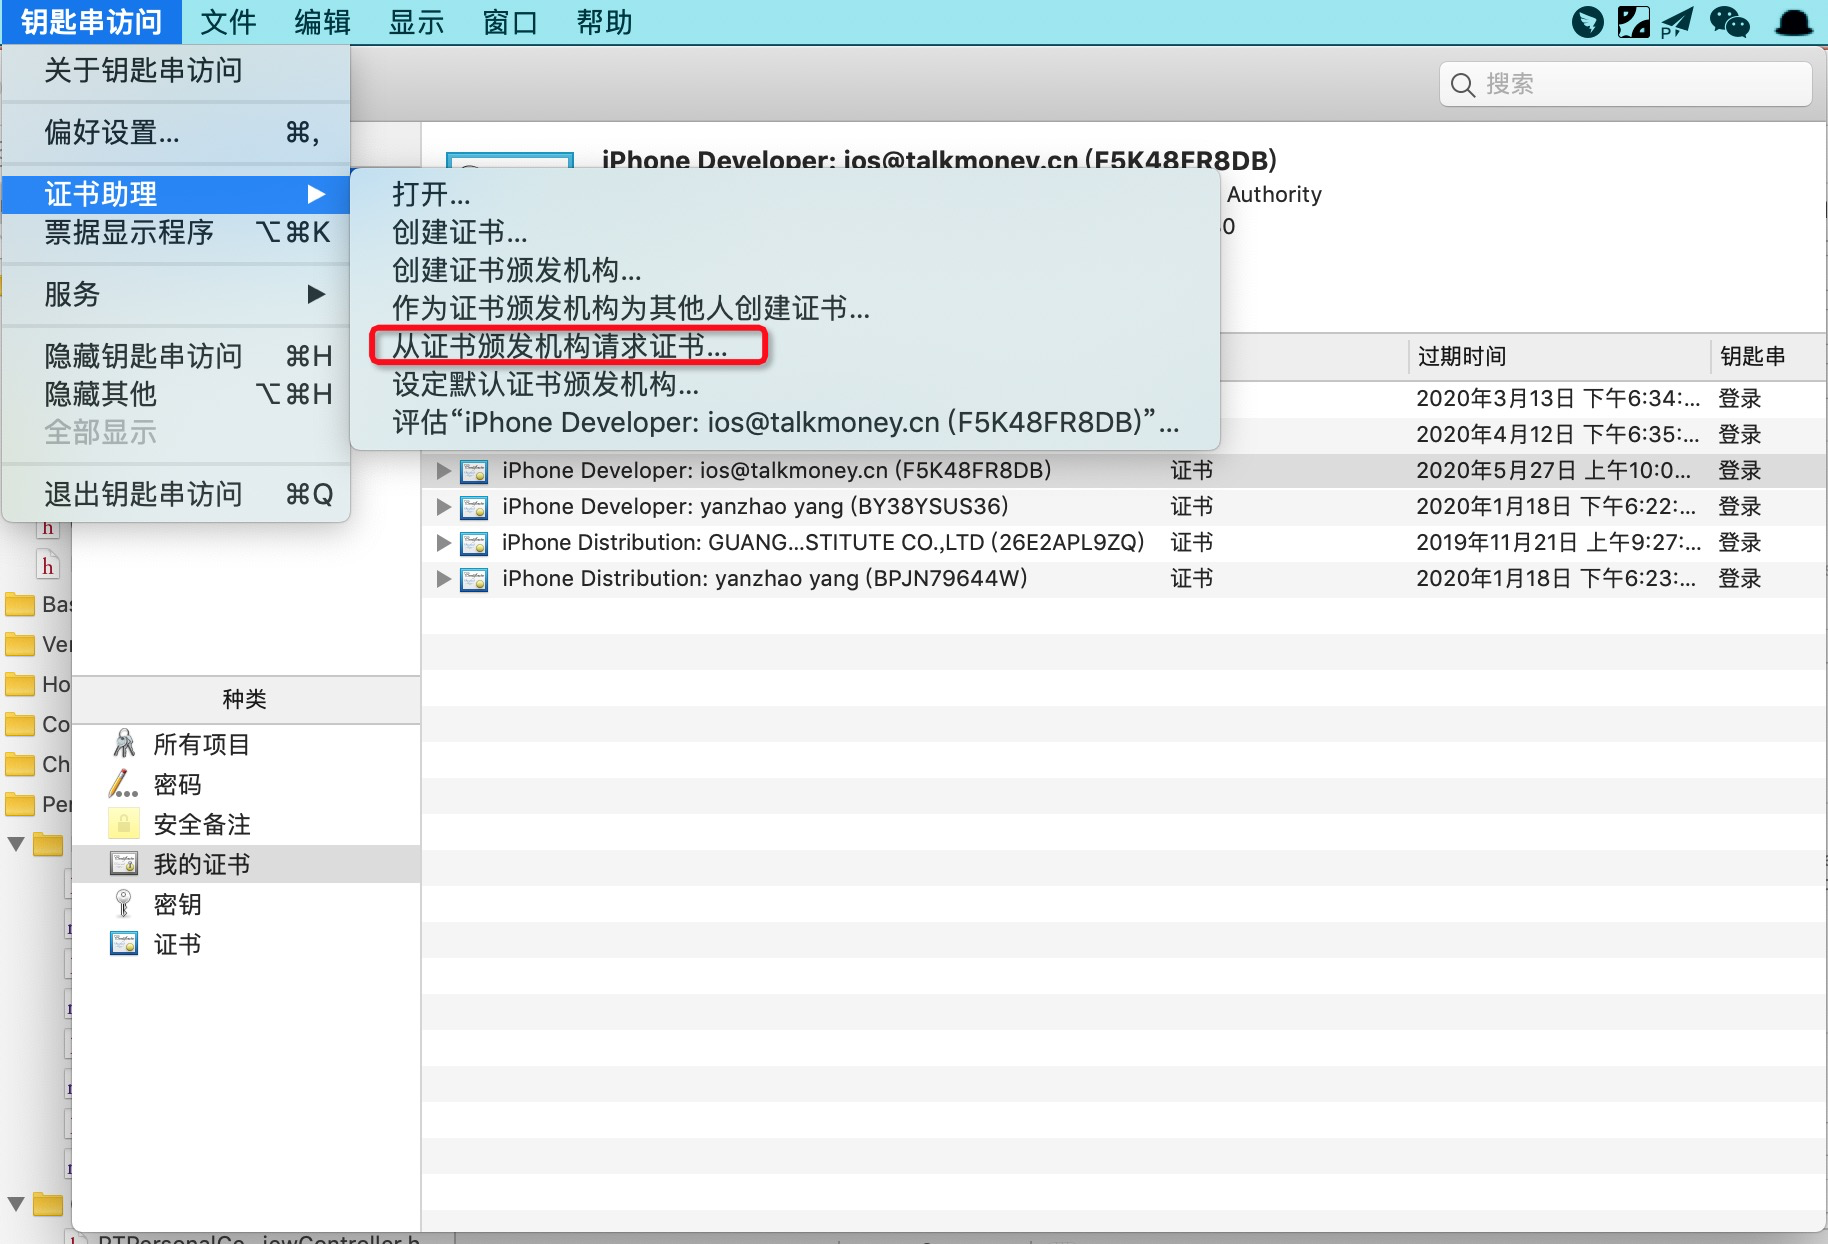 钥匙串访问 文件 编辑 显示 窗口 帮助
关于钥匙串访问
搜索
偏好设置... ⌘,
iPhone Developer: ios@talkmoney.cn (F5K48FR8DB)
证书助理 ▶
Authority
票据显示程序 ⌥⌘K
服务 ▶
隐藏钥匙串访问 ⌘H
隐藏其他 ⌥⌘H
全部显示
退出钥匙串访问 ⌘Q
打开...
创建证书...
创建证书颁发机构...
作为证书颁发机构为其他人创建证书...
从证书颁发机构请求证书...
设定默认证书颁发机构...
评估“iPhone Developer: ios@talkmoney.cn (F5K48FR8DB)”...
过期时间 钥匙串
2020年3月13日 下午6:34:... 登录
2020年4月12日 下午6:35:... 登录
iPhone Developer: ios@talkmoney.cn (F5K48FR8DB) 证书 2020年5月27日 上午10:0... 登录
iPhone Developer: yanzhao yang (BY38YSUS36) 证书 2020年1月18日 下午6:22:... 登录
iPhone Distribution: GUANG...STITUTE CO.,LTD (26E2APL9ZQ) 证书 2019年11月21日 上午9:27:... 登录
iPhone Distribution: yanzhao yang (BPJN79644W) 证书 2020年1月18日 下午6:23:... 登录
h
h
Bas
Ver
Ho
Co
Ch
Per
种类
所有项目
密码
安全备注
我的证书
密钥
证书